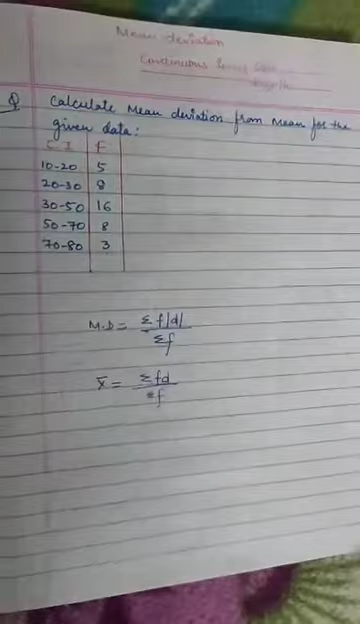 Mean deviation
Continuous Series
Q Calculate Mean deviation from Mean for the
given data:
C.I F
10-20 5
20-30 8
30-50 16
50-70 8
70-80 3
M.D = Σf|d| / Σf
x̄ = Σfd / Σf